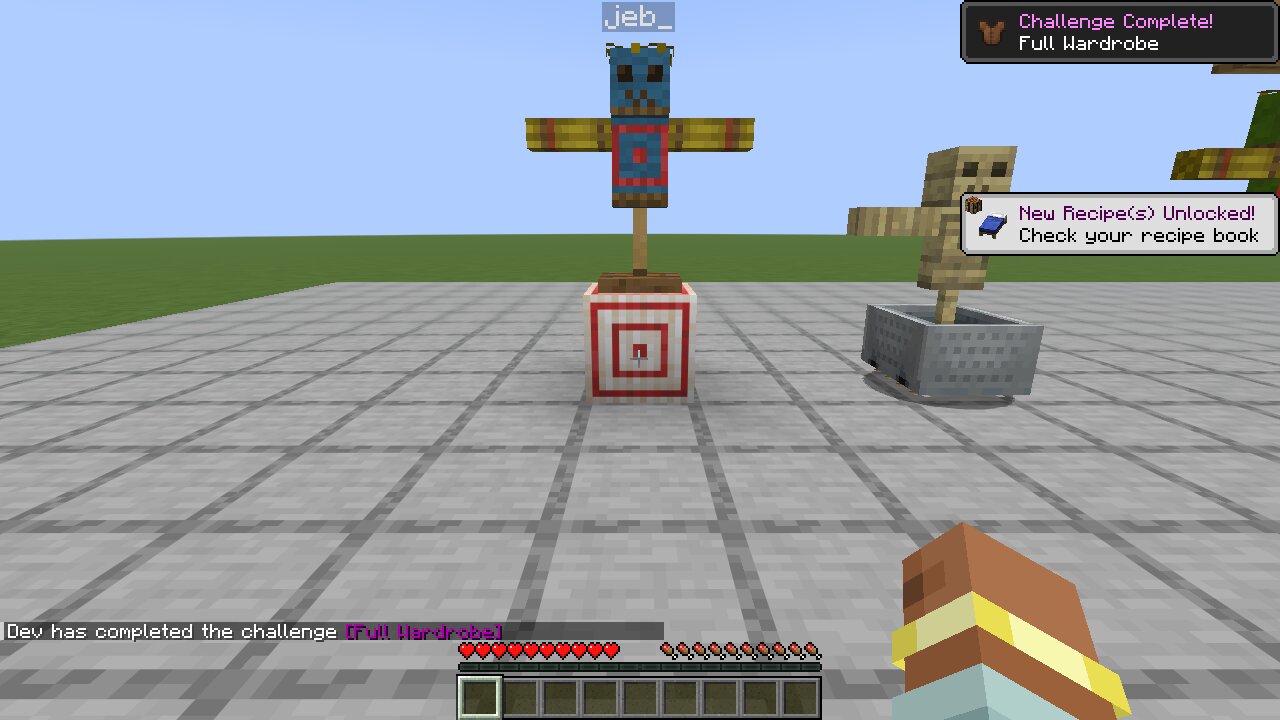 jeb_
Challenge Complete!
Full Wardrobe
New Recipe(s) Unlocked!
Check your recipe book
Dev has completed the challenge [Full Wardrobe]